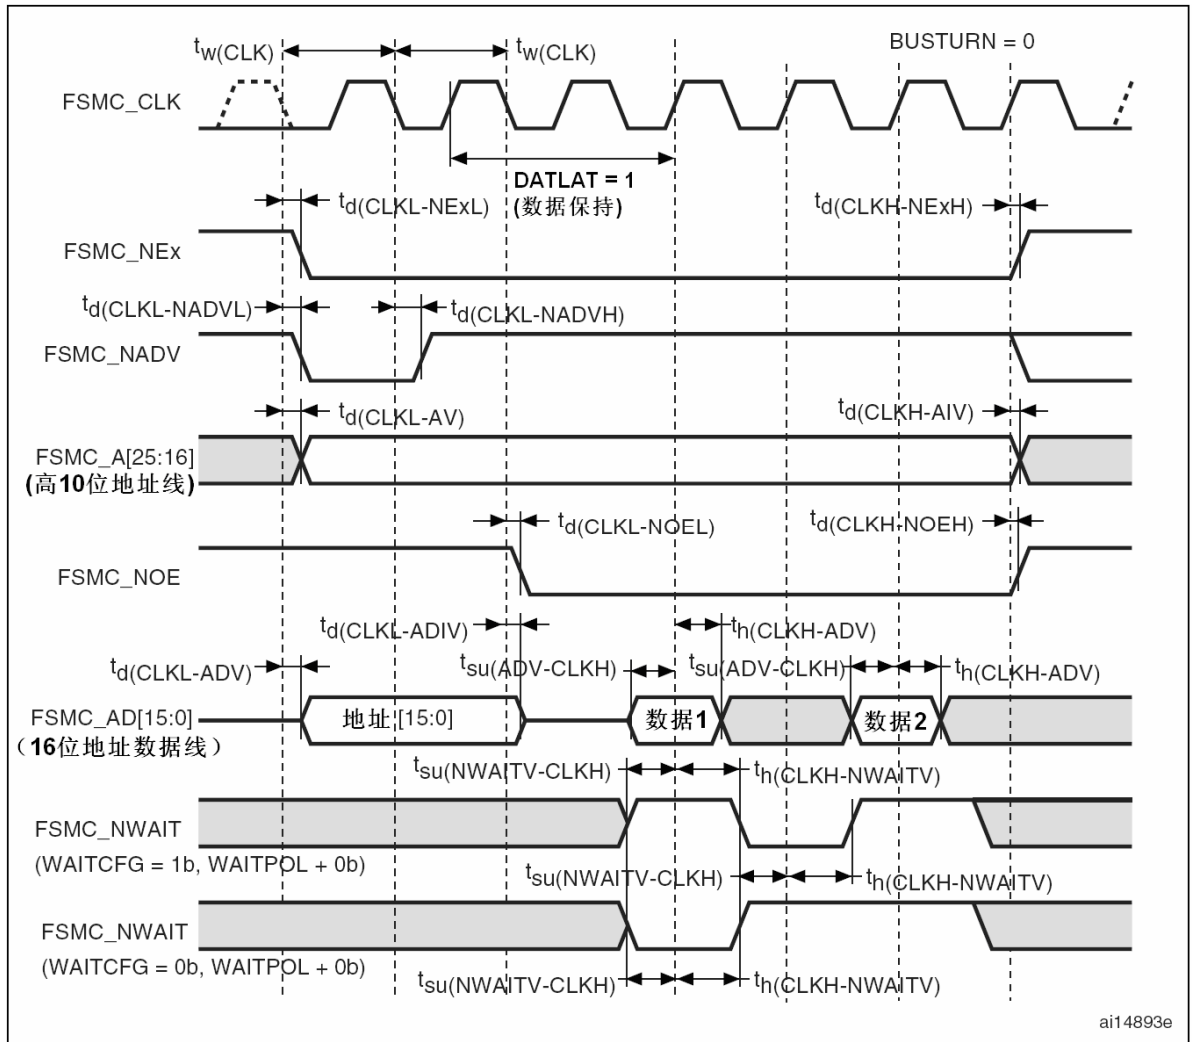 tw(CLK)
tw(CLK)
BUSTURN = 0
FSMC_CLK
DATLAT = 1
(数据保持)
td(CLKL-NExL)
td(CLKH-NExH)
FSMC_NEx
td(CLKL-NADVL)
td(CLKL-NADVH)
FSMC_NADV
td(CLKL-AV)
td(CLKH-AIV)
FSMC_A[25:16]
(高10位地址线)
td(CLKL-NOEL)
td(CLKH-NOEH)
FSMC_NOE
td(CLKL-ADIV)
th(CLKH-ADV)
td(CLKL-ADV)
tsu(ADV-CLKH)
tsu(ADV-CLKH)
th(CLKH-ADV)
FSMC_AD[15:0]
地址 [15:0]
数据1
数据2
（16位地址数据线）
tsu(NWAITV-CLKH)
th(CLKH-NWAITV)
FSMC_NWAIT
(WAITCFG = 1b, WAITPOL + 0b)
tsu(NWAITV-CLKH)
th(CLKH-NWAITV)
FSMC_NWAIT
(WAITCFG = 0b, WAITPOL + 0b)
tsu(NWAITV-CLKH)
th(CLKH-NWAITV)
ai14893e